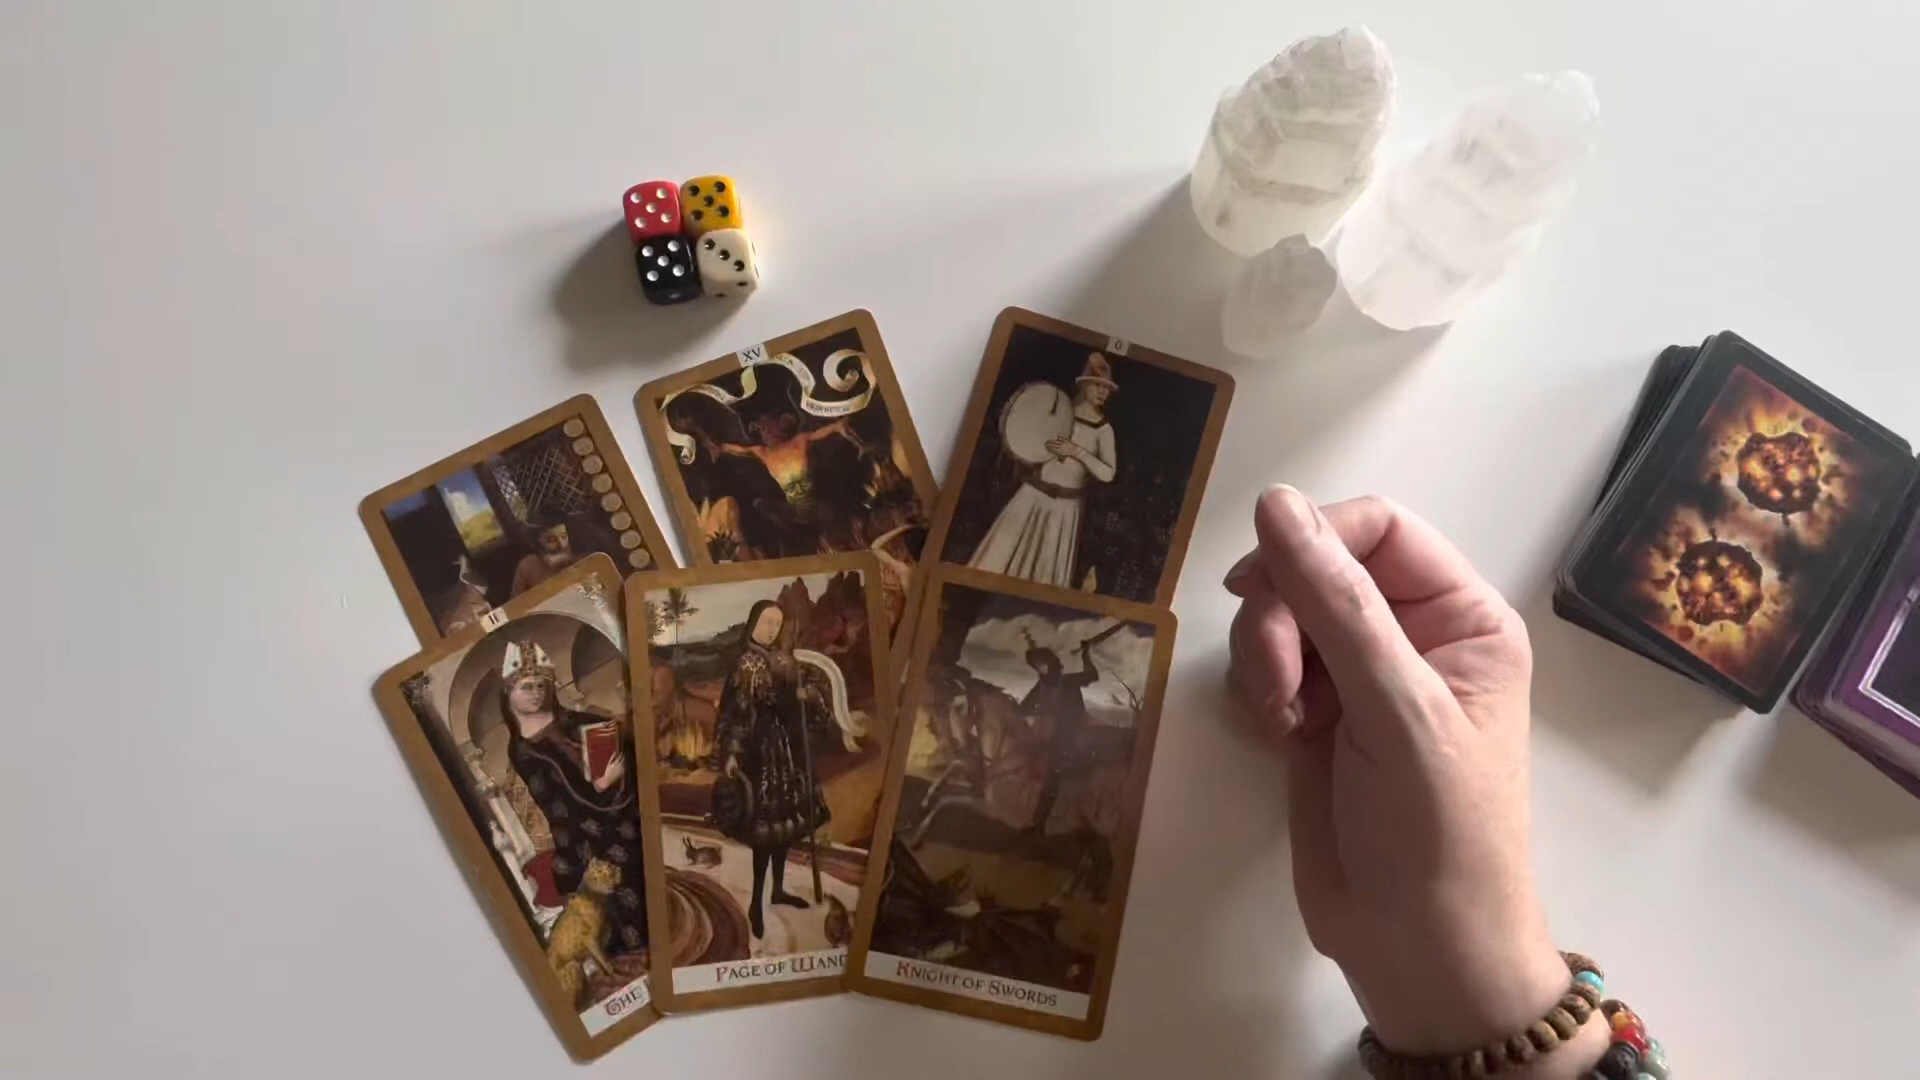 XV
0
II
THE
PAGE OF WAND
KNIGHT OF SWORDS